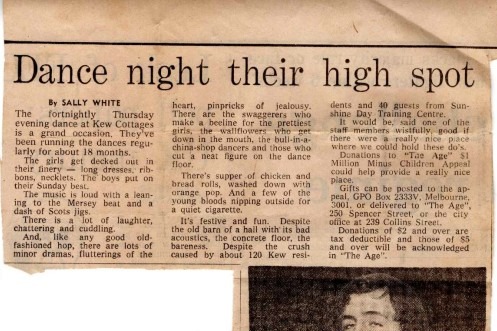 Dance night their high spot
By SALLY WHITE
The fortnightly Thursday
evening dance at Kew Cottages
is a grand occasion. They've
been running the dances regu-
larly for about 18 months.
The girls get decked out in
their finery — long dresses, rib-
bons, necklets. The boys put on
their Sunday best.
The music is loud with a lean-
ing to the Mersey beat and a
dash of Scots jigs.
There is a lot of laughter,
chattering and cuddling.
And, like any good old-
fashioned hop, there are lots of
minor dramas, flutterings of the
heart, pinpricks of jealousy.
There are the swaggerers who
make a beeline for the prettiest
girls, the wallflowers who get
down in the mouth, the bull-in-a-
china-shop dancers and those who
cut a neat figure on the dance
floor.
There's supper of chicken and
bread rolls, washed down with
orange pop. And a few of the
young bloods nipping outside for
a quiet cigarette.
It's festive and fun. Despite
the old barn of a hall with its bad
acoustics, the concrete floor, the
bareness. Despite the crush
caused by about 120 Kew resi-
dents and 40 guests from Sun-
shine Day Training Centre.
It would be, said one of the
staff members wistfully, good if
there were a really nice place
where we could hold these do's.
Donations to "Tae Age" $1
Million Minus Children Appeal
could help provide a really nice
place.
Gifts can be posted to the ap-
peal, GPO Box 2333V, Melbourne,
3001, or delivered to "The Age",
250 Spencer Street, or the city
office at 239 Collins Street.
Donations of $2 and over are
tax deductible and those of $5
and over will be acknowledged
in "The Age".